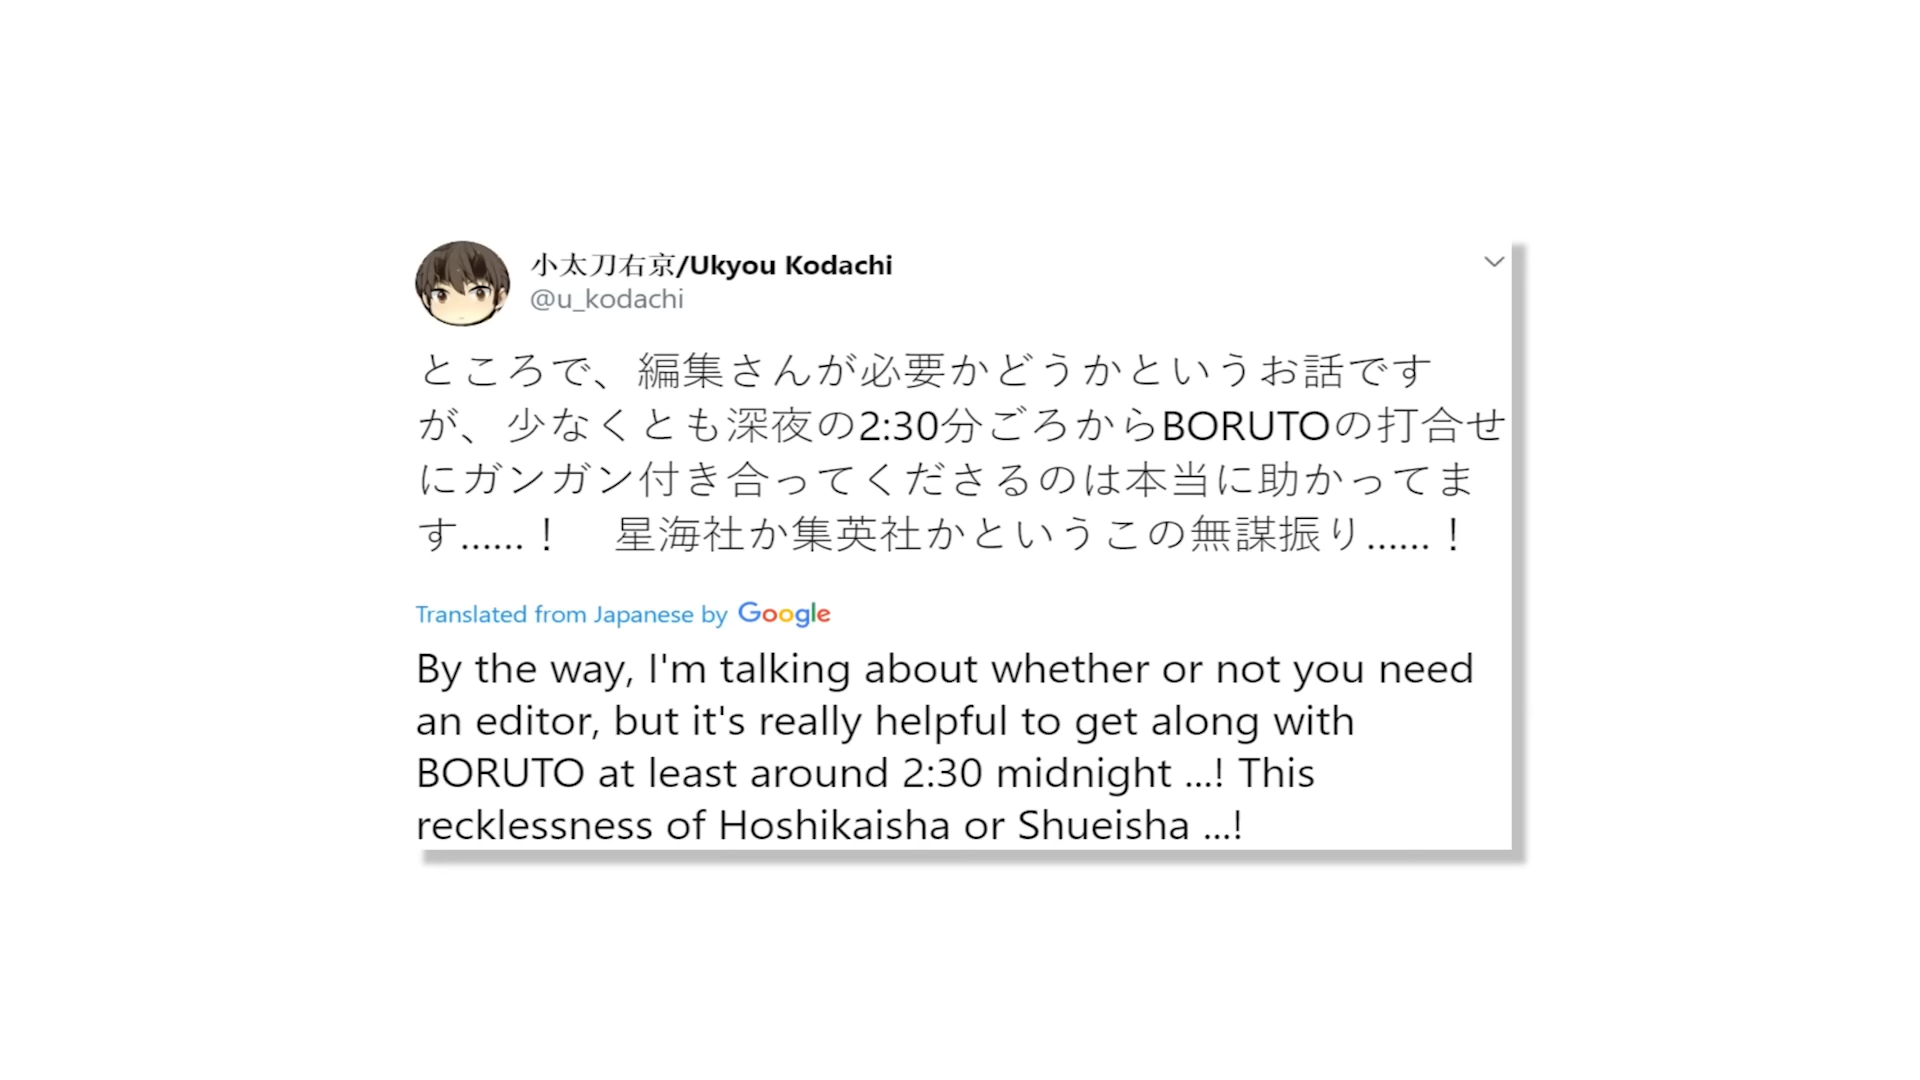 小太刀右京/Ukyou Kodachi
@u_kodachi
ところで、編集さんが必要かどうかというお話です
が、少なくとも深夜の2:30分ごろからBORUTOの打合せ
にガンガン付き合ってくださるのは本当に助かってま
す……！　星海社か集英社かというこの無謀振り……！
Translated from Japanese by Google
By the way, I'm talking about whether or not you need
an editor, but it's really helpful to get along with
BORUTO at least around 2:30 midnight ...! This
recklessness of Hoshikaisha or Shueisha ...!